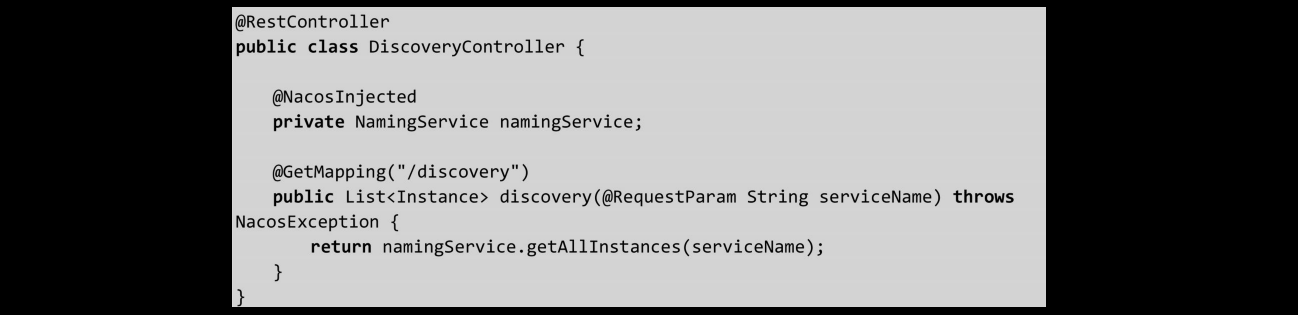 @RestController
public class DiscoveryController {
@NacosInjected
private NamingService namingService;
@GetMapping("/discovery")
public List<Instance> discovery(@RequestParam String serviceName) throws
NacosException {
return namingService.getAllInstances(serviceName);
}
}